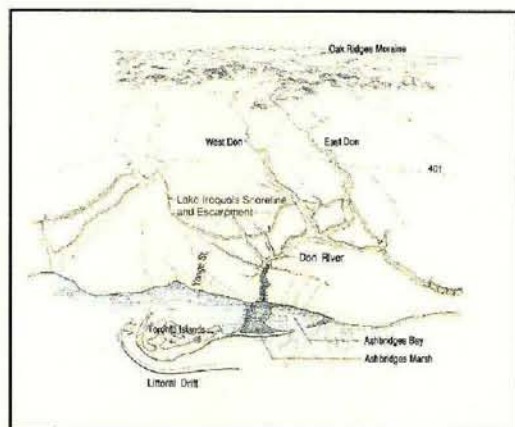 Oak Ridges Moraine
West Don
East Don
401
Lake Iroquois Shoreline
and Escarpment
Don River
Yonge St.
Toronto Islands
Ashbridges Bay
Ashbridges Marsh
Littoral Drift